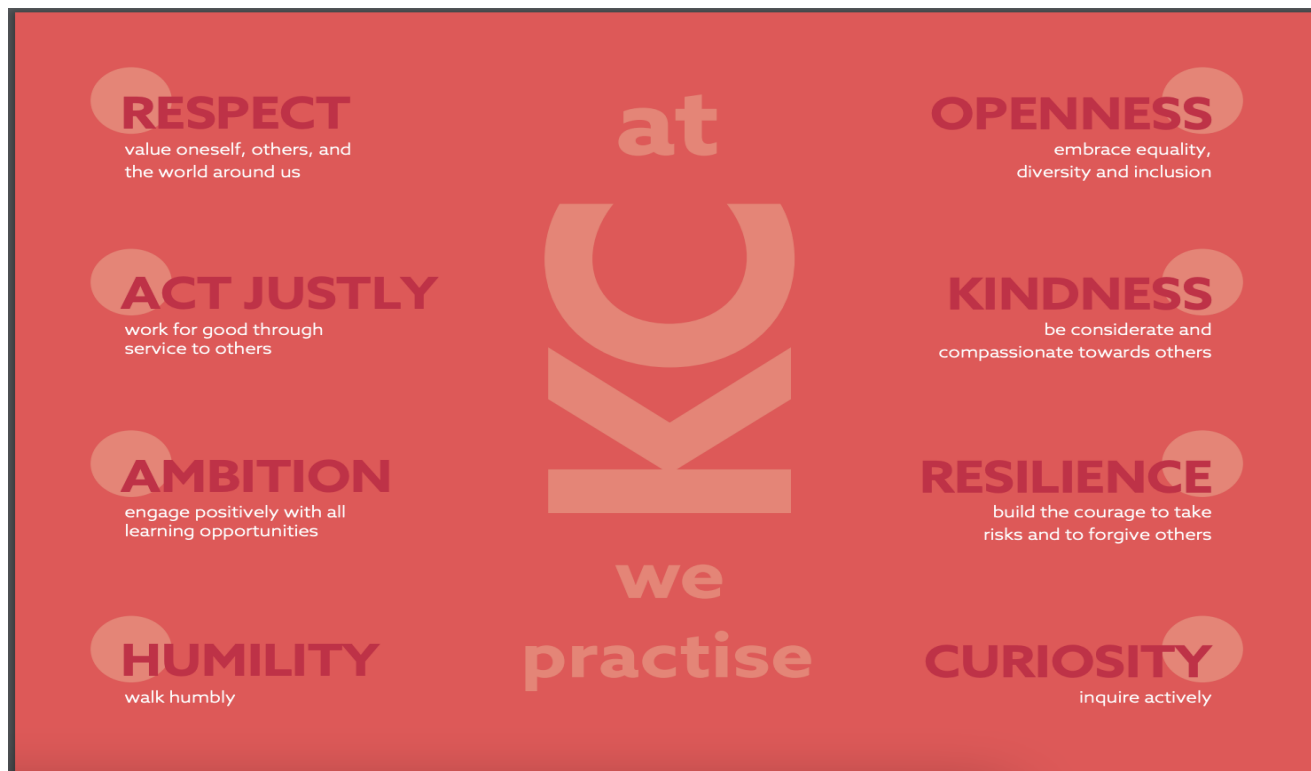 RESPECT
value oneself, others, and
the world around us
ACT JUSTLY
work for good through
service to others
AMBITION
engage positively with all
learning opportunities
HUMILITY
walk humbly
at
KC
we
practise
OPENNESS
embrace equality,
diversity and inclusion
KINDNESS
be considerate and
compassionate towards others
RESILIENCE
build the courage to take
risks and to forgive others
CURIOSITY
inquire actively